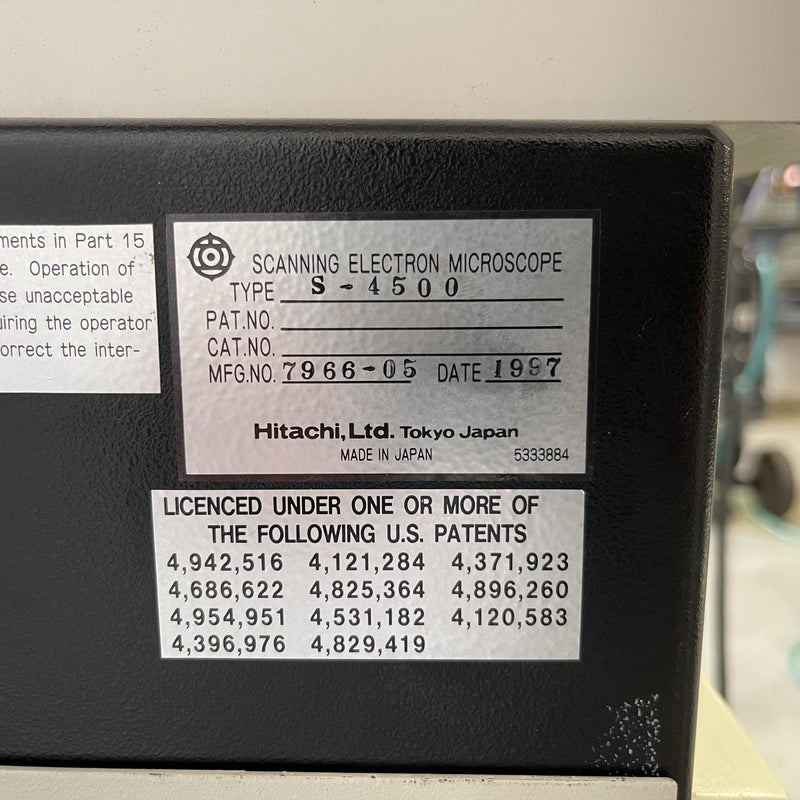 ments in Part 15
e. Operation of
se unacceptable
uiring the operator
orrect the inter-
SCANNING ELECTRON MICROSCOPE
TYPE S-4500
PAT.NO.
CAT.NO.
MFG.NO. 7966-05 DATE 1997
Hitachi, Ltd. Tokyo Japan
MADE IN JAPAN 5333884
LICENCED UNDER ONE OR MORE OF
THE FOLLOWING U.S. PATENTS
4,942,516 4,121,284 4,371,923
4,686,622 4,825,364 4,896,260
4,954,951 4,531,182 4,120,583
4,396,976 4,829,419